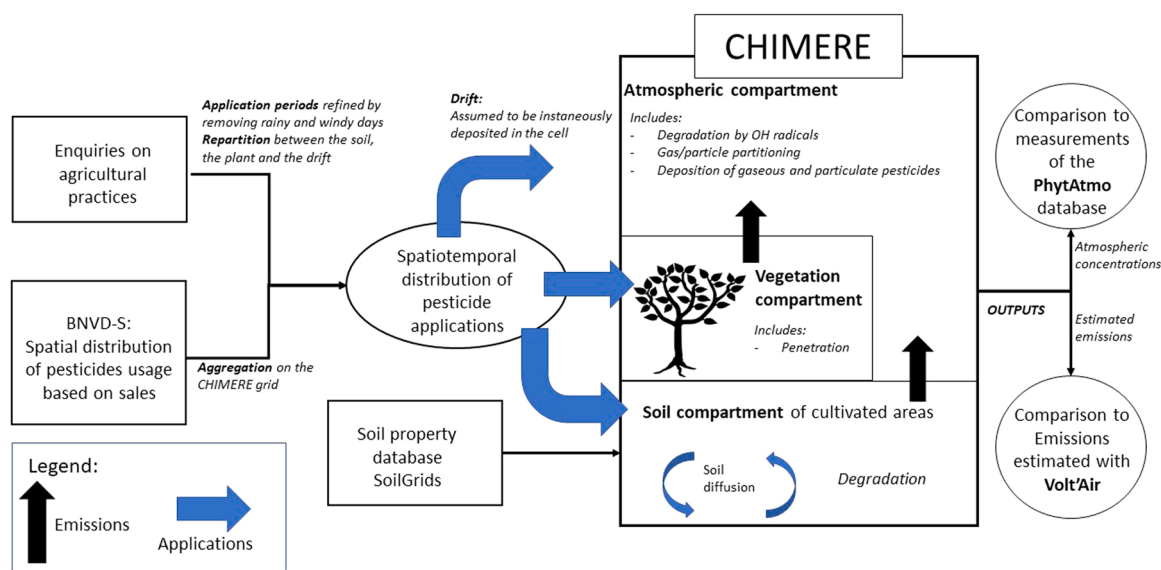 CHIMERE
Enquiries on
agricultural
practices
Application periods refined by
removing rainy and windy days
Repartition between the soil,
the plant and the drift
BNVD-S:
Spatial distribution
of pesticides usage
based on sales
Aggregation on the
CHIMERE grid
Spatiotemporal
distribution of
pesticide
applications
Drift:
Assumed to be instaneously
deposited in the cell
Atmospheric compartment
Includes:
- Degradation by OH radicals
- Gas/particle partitioning
- Deposition of gaseous and particulate pesticides
Vegetation
compartment
Includes:
- Penetration
Soil compartment of cultivated areas
Soil
diffusion
Degradation
Soil property
database
SoilGrids
OUTPUTS
Comparison to
measurements
of the
PhytAtmo
database
Atmospheric
concentrations
Estimated
emissions
Comparison to
Emissions
estimated with
Volt'Air
Legend:
Emissions
Applications